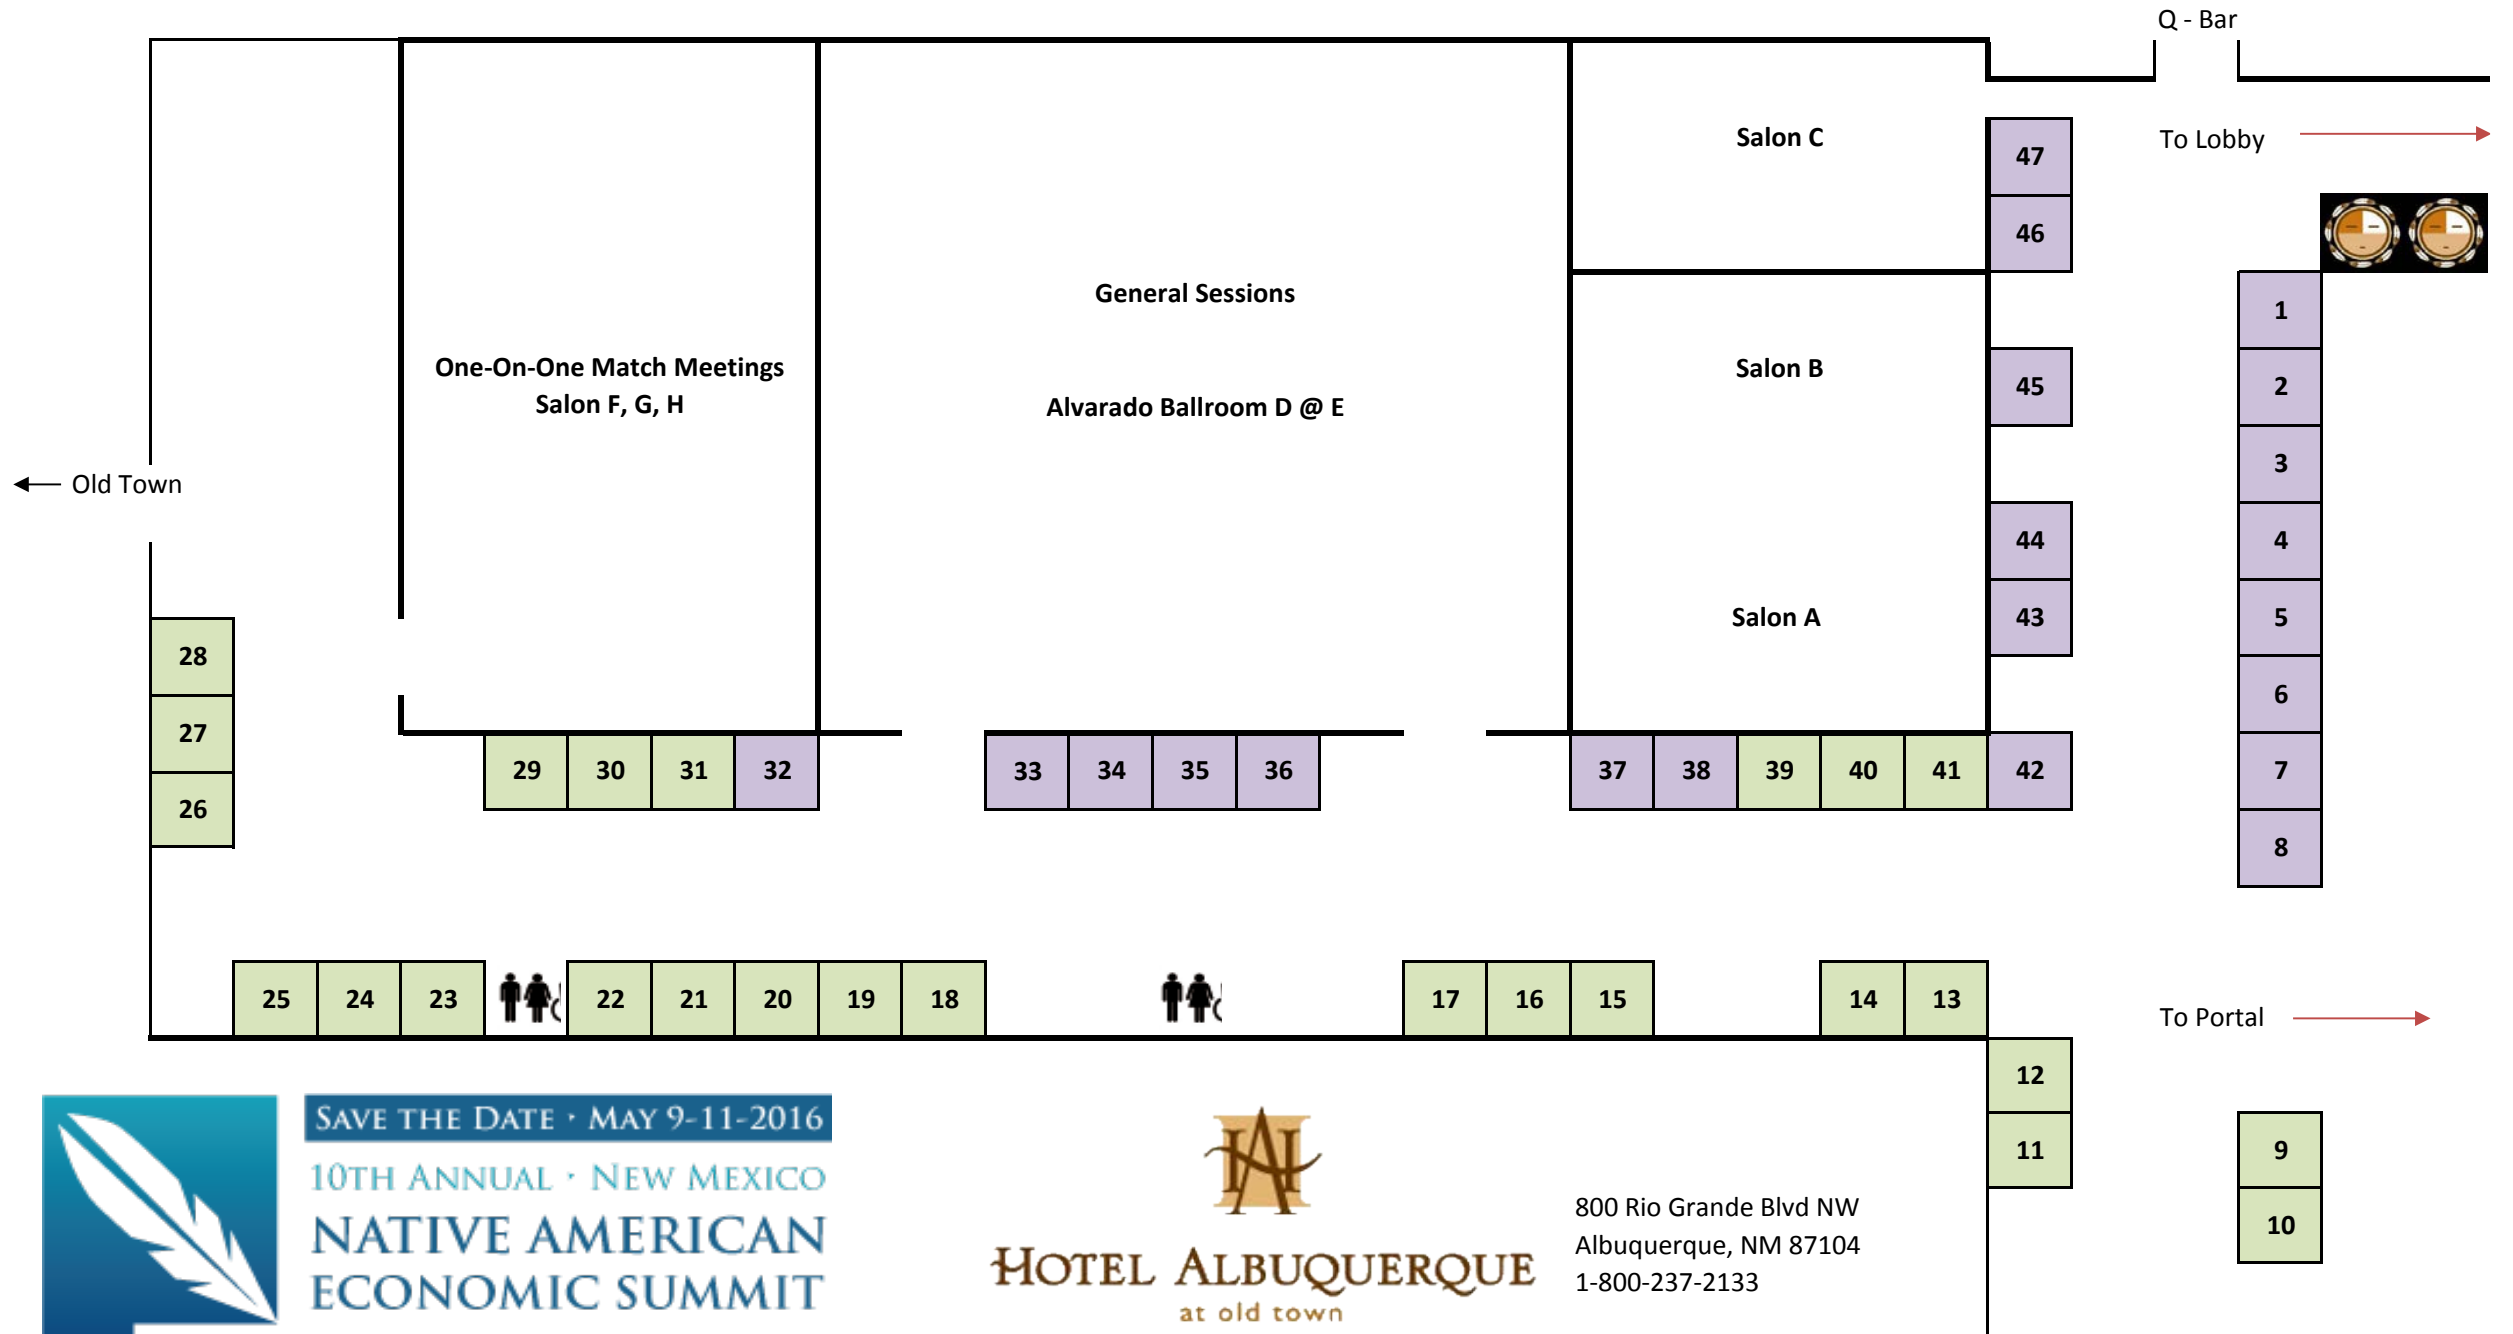 Q - Bar
To Lobby
Salon C
47
46
General Sessions
1
One-On-One Match Meetings
Salon F, G, H
Alvarado Ballroom D @ E
Salon B
45
2
3
Old Town
44
4
Salon A
43
5
28
6
27
29 30 31 32 33 34 35 36 37 38 39 40 41 42 7
26
8
25 24 23 22 21 20 19 18 17 16 15 14 13
To Portal
12
11
9
10
SAVE THE DATE · MAY 9-11-2016
10TH ANNUAL · NEW MEXICO
NATIVE AMERICAN
ECONOMIC SUMMIT
HA
HOTEL ALBUQUERQUE
at old town
800 Rio Grande Blvd NW
Albuquerque, NM 87104
1-800-237-2133